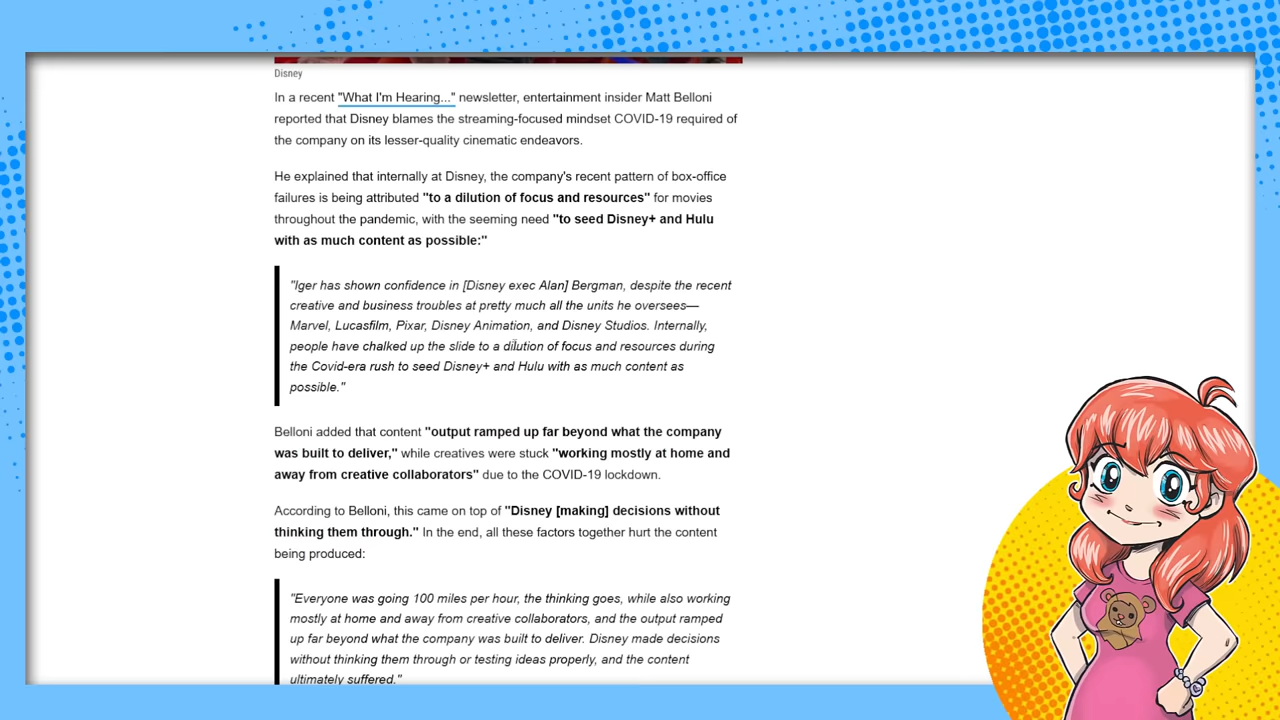 Disney
In a recent "What I'm Hearing..." newsletter, entertainment insider Matt Belloni
reported that Disney blames the streaming-focused mindset COVID-19 required of
the company on its lesser-quality cinematic endeavors.
He explained that internally at Disney, the company's recent pattern of box-office
failures is being attributed "to a dilution of focus and resources" for movies
throughout the pandemic, with the seeming need "to seed Disney+ and Hulu
with as much content as possible:"
"Iger has shown confidence in [Disney exec Alan] Bergman, despite the recent
creative and business troubles at pretty much all the units he oversees—
Marvel, Lucasfilm, Pixar, Disney Animation, and Disney Studios. Internally,
people have chalked up the slide to a dilution of focus and resources during
the Covid-era rush to seed Disney+ and Hulu with as much content as
possible."
Belloni added that content "output ramped up far beyond what the company
was built to deliver," while creatives were stuck "working mostly at home and
away from creative collaborators" due to the COVID-19 lockdown.
According to Belloni, this came on top of "Disney [making] decisions without
thinking them through." In the end, all these factors together hurt the content
being produced:
"Everyone was going 100 miles per hour, the thinking goes, while also working
mostly at home and away from creative collaborators, and the output ramped
up far beyond what the company was built to deliver. Disney made decisions
without thinking them through or testing ideas properly, and the content
ultimately suffered."